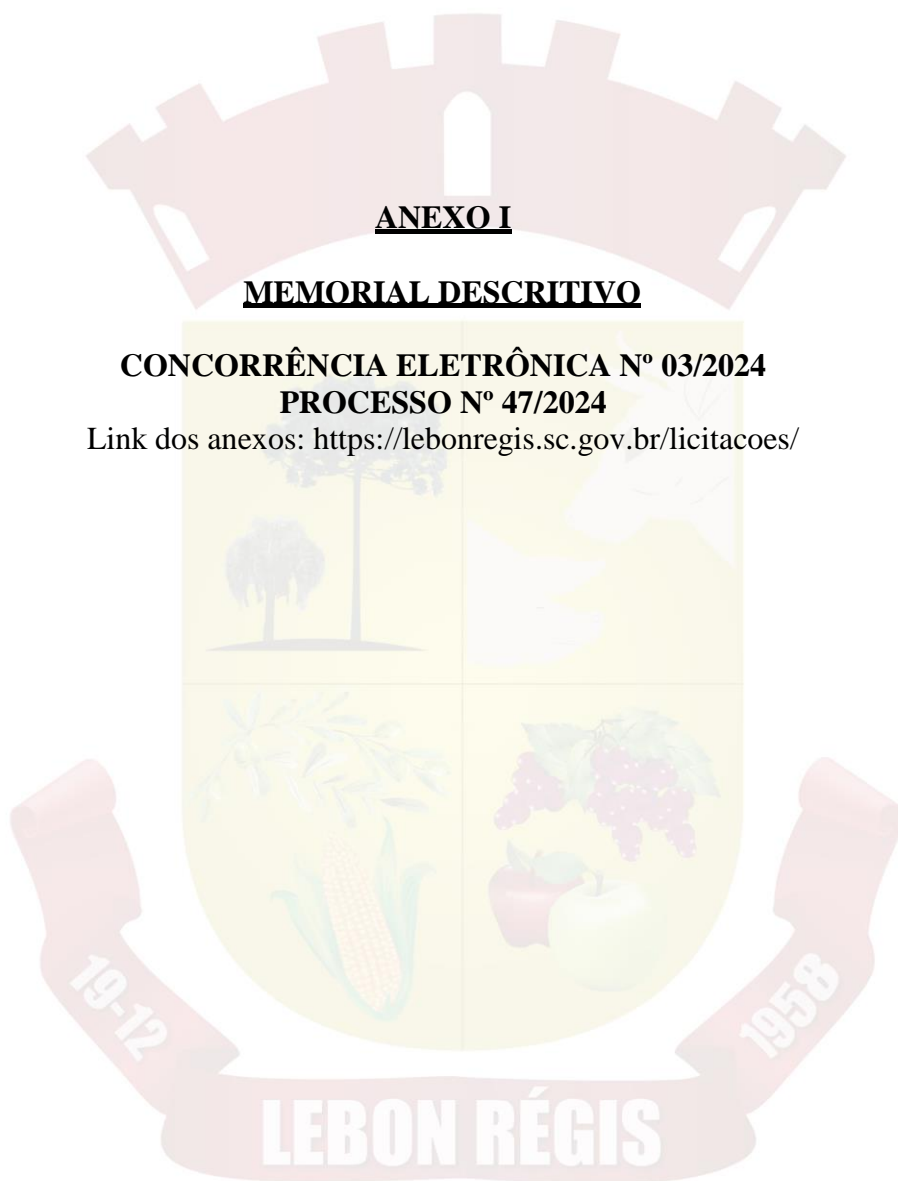 ANEXO I
MEMORIAL DESCRITIVO
CONCORRÊNCIA ELETRÔNICA Nº 03/2024
PROCESSO Nº 47/2024
Link dos anexos: https://lebonregis.sc.gov.br/licitacoes/
19-12
1958
LEBON RÉGIS